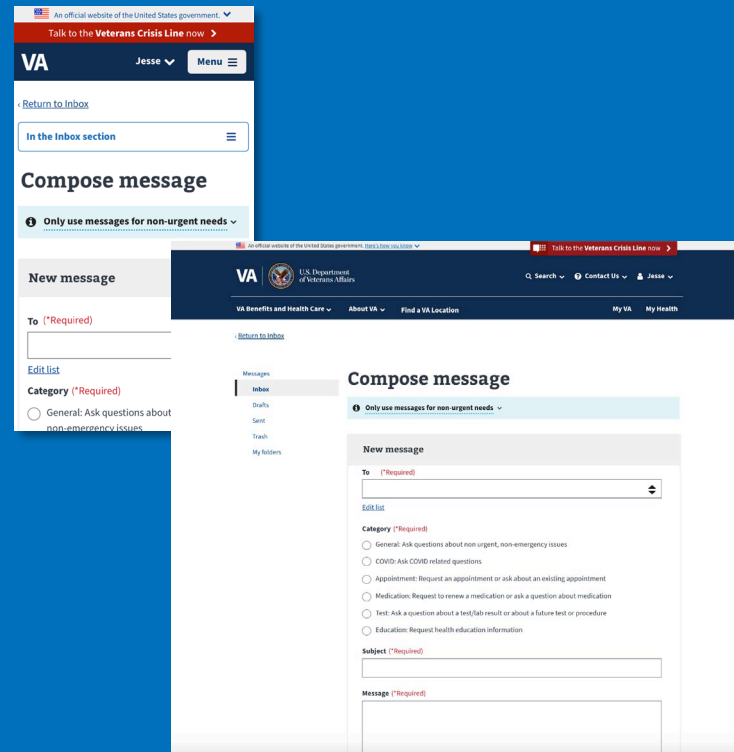 An official website of the United States government.
Talk to the Veterans Crisis Line now
VA
Jesse
Menu
‹ Return to Inbox
In the Inbox section
Compose message
Only use messages for non-urgent needs
New message
To (*Required)
Edit list
Category (*Required)
General: Ask questions about
non-emergency issues
An official website of the United States government. Here's how you know
Talk to the Veterans Crisis Line now
VA
U.S. Department
of Veterans Affairs
Search
Contact Us
Jesse
VA Benefits and Health Care
About VA
Find a VA Location
My VA
My Health
‹ Return to Inbox
Messages
Inbox
Drafts
Sent
Trash
My folders
Compose message
Only use messages for non-urgent needs
New message
To (*Required)
Edit list
Category (*Required)
General: Ask questions about non urgent, non-emergency issues
COVID: Ask COVID related questions
Appointment: Request an appointment or ask about an existing appointment
Medication: Request to renew a medication or ask a question about medication
Test: Ask a question about a test/lab result or about a future test or procedure
Education: Request health education information
Subject (*Required)
Message (*Required)